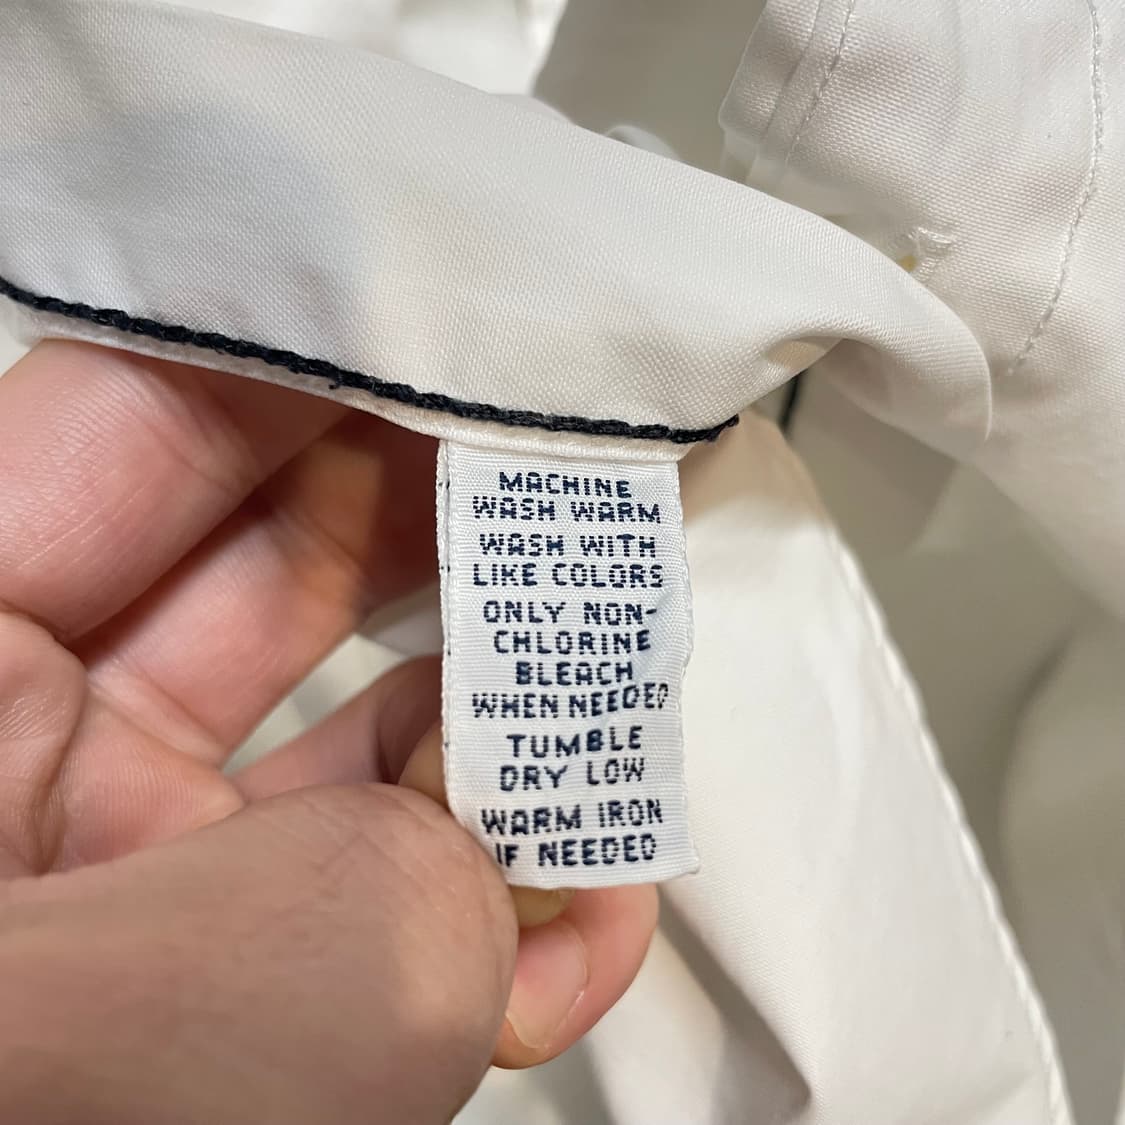 MACHINE
WASH WARM
WASH WITH
LIKE COLORS
ONLY NON-
CHLORINE
BLEACH
WHEN NEEDED
TUMBLE
DRY LOW
WARM IRON
IF NEEDED